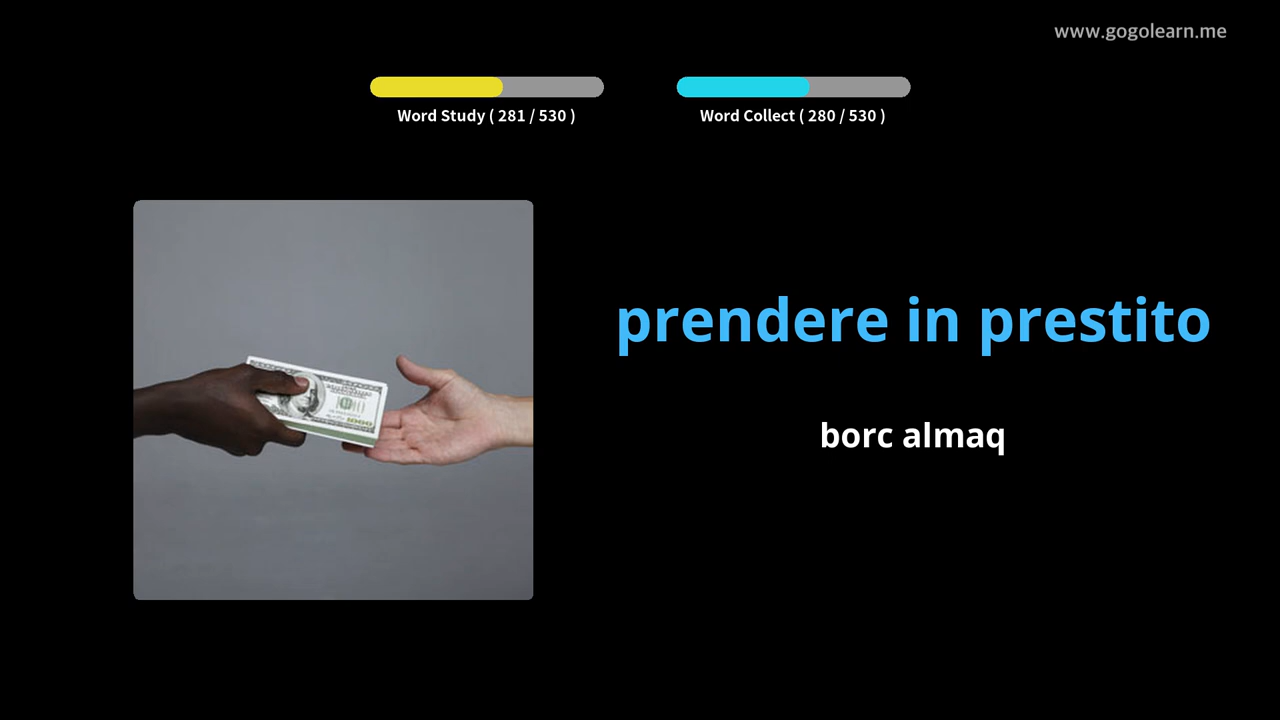 www.gogolearn.me
Word Study ( 281 / 530 )
Word Collect ( 280 / 530 )
prendere in prestito
borc almaq